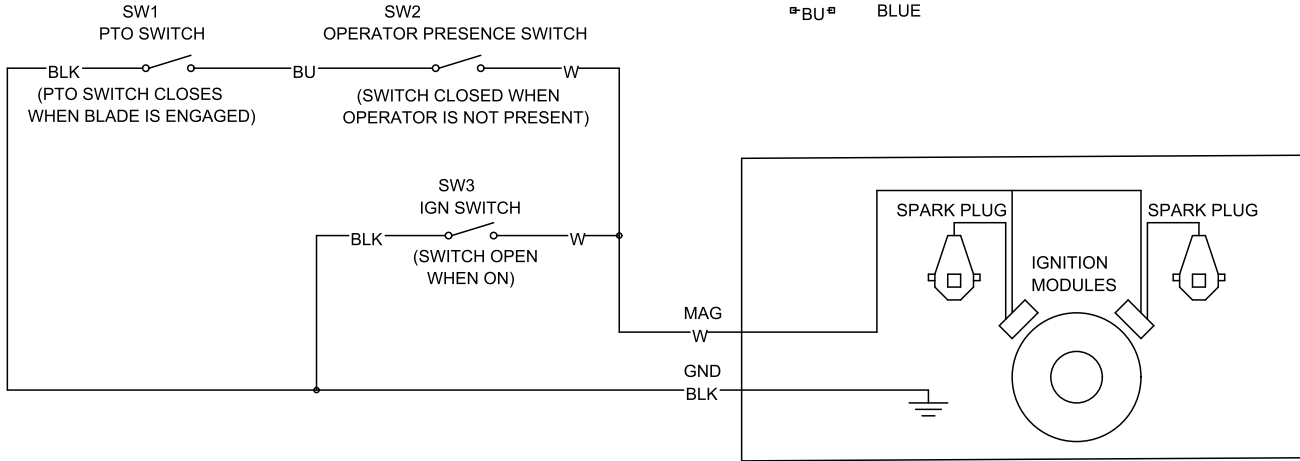 SW1
PTO SWITCH
SW2
OPERATOR PRESENCE SWITCH
BU
BLUE
BLK
BU
W
(PTO SWITCH CLOSES
WHEN BLADE IS ENGAGED)
(SWITCH CLOSED WHEN
OPERATOR IS NOT PRESENT)
SW3
IGN SWITCH
BLK
W
(SWITCH OPEN
WHEN ON)
SPARK PLUG
SPARK PLUG
IGNITION
MODULES
MAG
W
GND
BLK